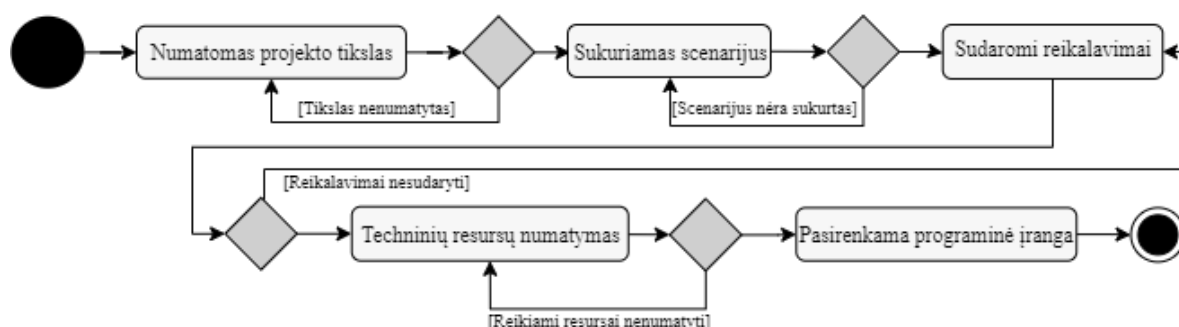 Numatomas projekto tikslas
Sukuriamas scenarijus
Sudaromi reikalavimai
[Tikslas nenumatytas]
[Scenarijus nėra sukurtas]
[Reikalavimai nesudaryti]
Techninių resursų numatymas
Pasirenkama programinė įranga
[Reikiami resursai nenumatyti]